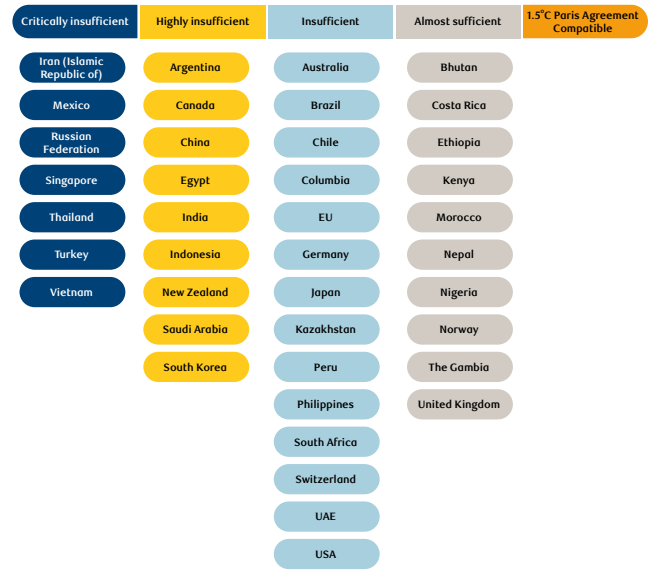 Critically insufficient
Highly insufficient
Insufficient
Almost sufficient
1.5°C Paris Agreement
Compatible
Iran (Islamic
Republic of)
Mexico
Russian
Federation
Singapore
Thailand
Turkey
Vietnam
Argentina
Canada
China
Egypt
India
Indonesia
New Zealand
Saudi Arabia
South Korea
Australia
Brazil
Chile
Columbia
EU
Germany
Japan
Kazakhstan
Peru
Philippines
South Africa
Switzerland
UAE
USA
Bhutan
Costa Rica
Ethiopia
Kenya
Morocco
Nepal
Nigeria
Norway
The Gambia
United Kingdom